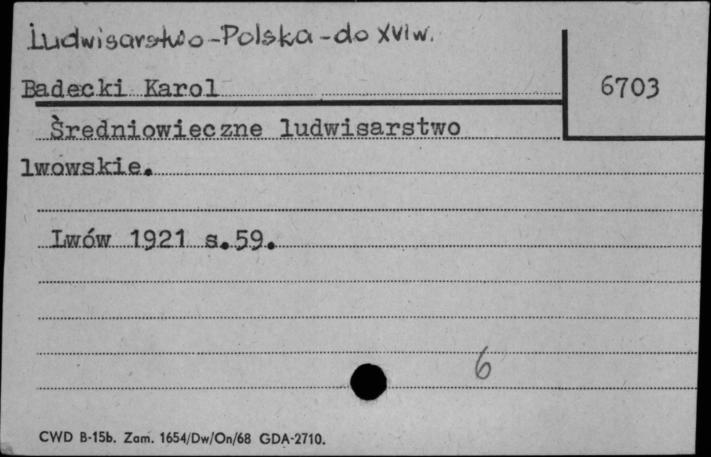 Ludwisarstwo-Polska-do XVI w.
Badecki Karol
6703
Średniowieczne ludwisarstwo
lwowskie.
Lwów 1921 s.59.
6
CWD B-15b. Zam. 1654/Dw/On/68 GDA-2710.